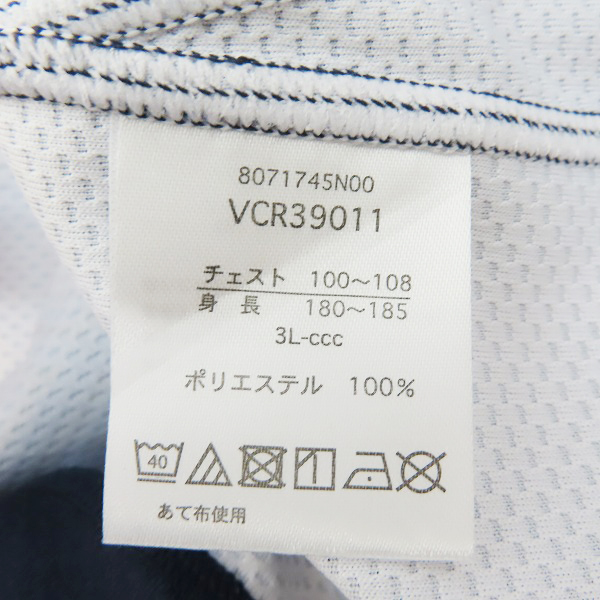 8071745N00
VCR39011
チェスト 100～108
身長 180～185
3L-ccc
ポリエステル 100%
40
あて布使用